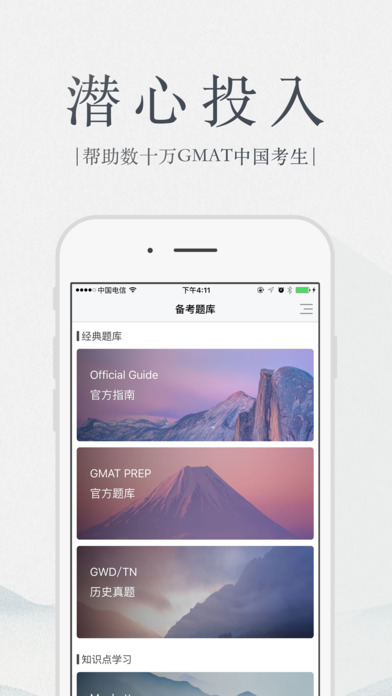 潜心投入
|帮助数十万GMAT中国考生|
中国电信 下午4:11
备考题库
经典题库
Official Guide
官方指南
GMAT PREP
官方题库
GWD/TN
历史真题
知识点学习